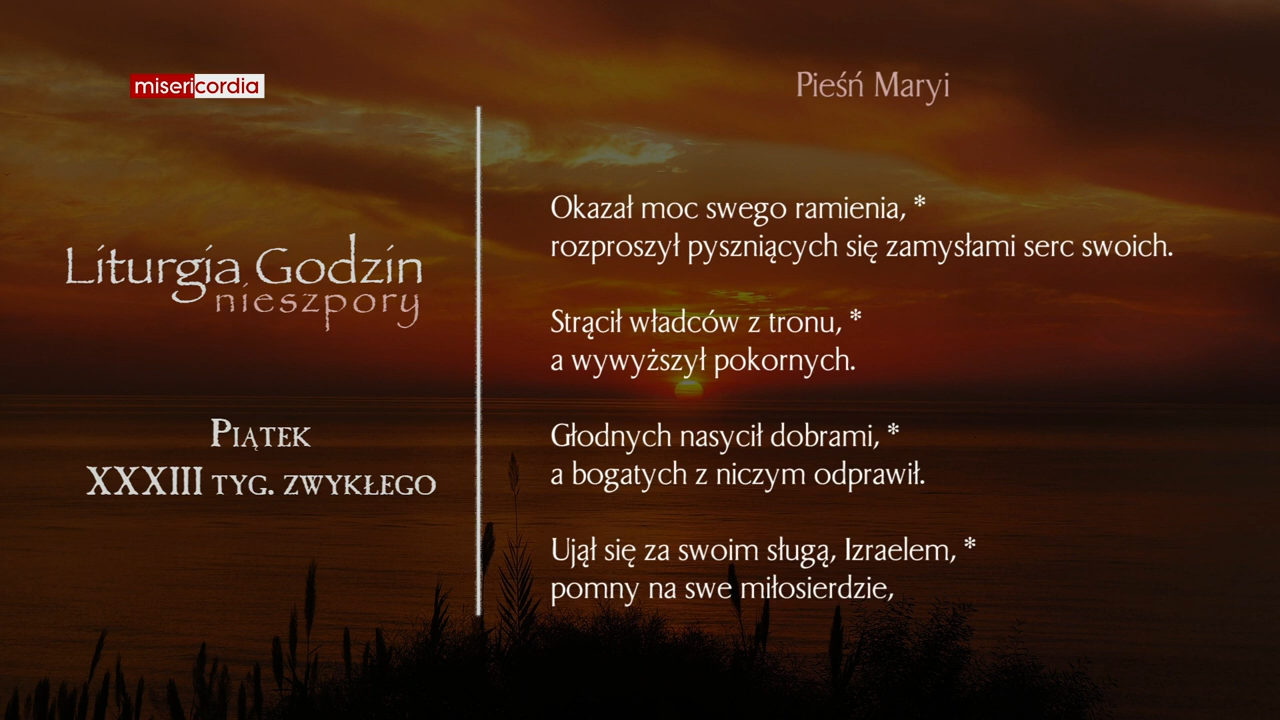 misericordia
Liturgia Godzin
nieszpory
Piątek
XXXIII tyg. zwykłego
Pieśń Maryi
Okazał moc swego ramienia, *
rozproszył pyszniących się zamysłami serc swoich.
Strącił władców z tronu, *
a wywyższył pokornych.
Głodnych nasycił dobrami, *
a bogatych z niczym odprawił.
Ujął się za swoim sługą, Izraelem, *
pomny na swe miłosierdzie,